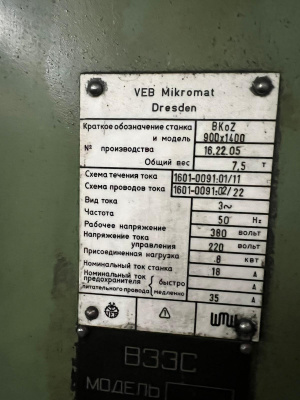 VEB Mikromat
Dresden
Краткое обозначение станка BKoZ
и модель 900x1400
№ производства 16.22.05
Общий вес 7,5 т
Схема течения тока 1601-0091:01/11
Схема проводов тока 1601-0091:02/22
Вид тока 3~
Частота 50 Hz
Рабочее напряжение 380 вольт
Напряжение тока
управления 220 вольт
Присоединенная нагрузка 8 квт
Номинальный ток станка 18 А
Номинальный ток
предохранителя { быстро А
питательного провода медленно 35 А
WMW
ВЭЭС
МОДЕЛЬ